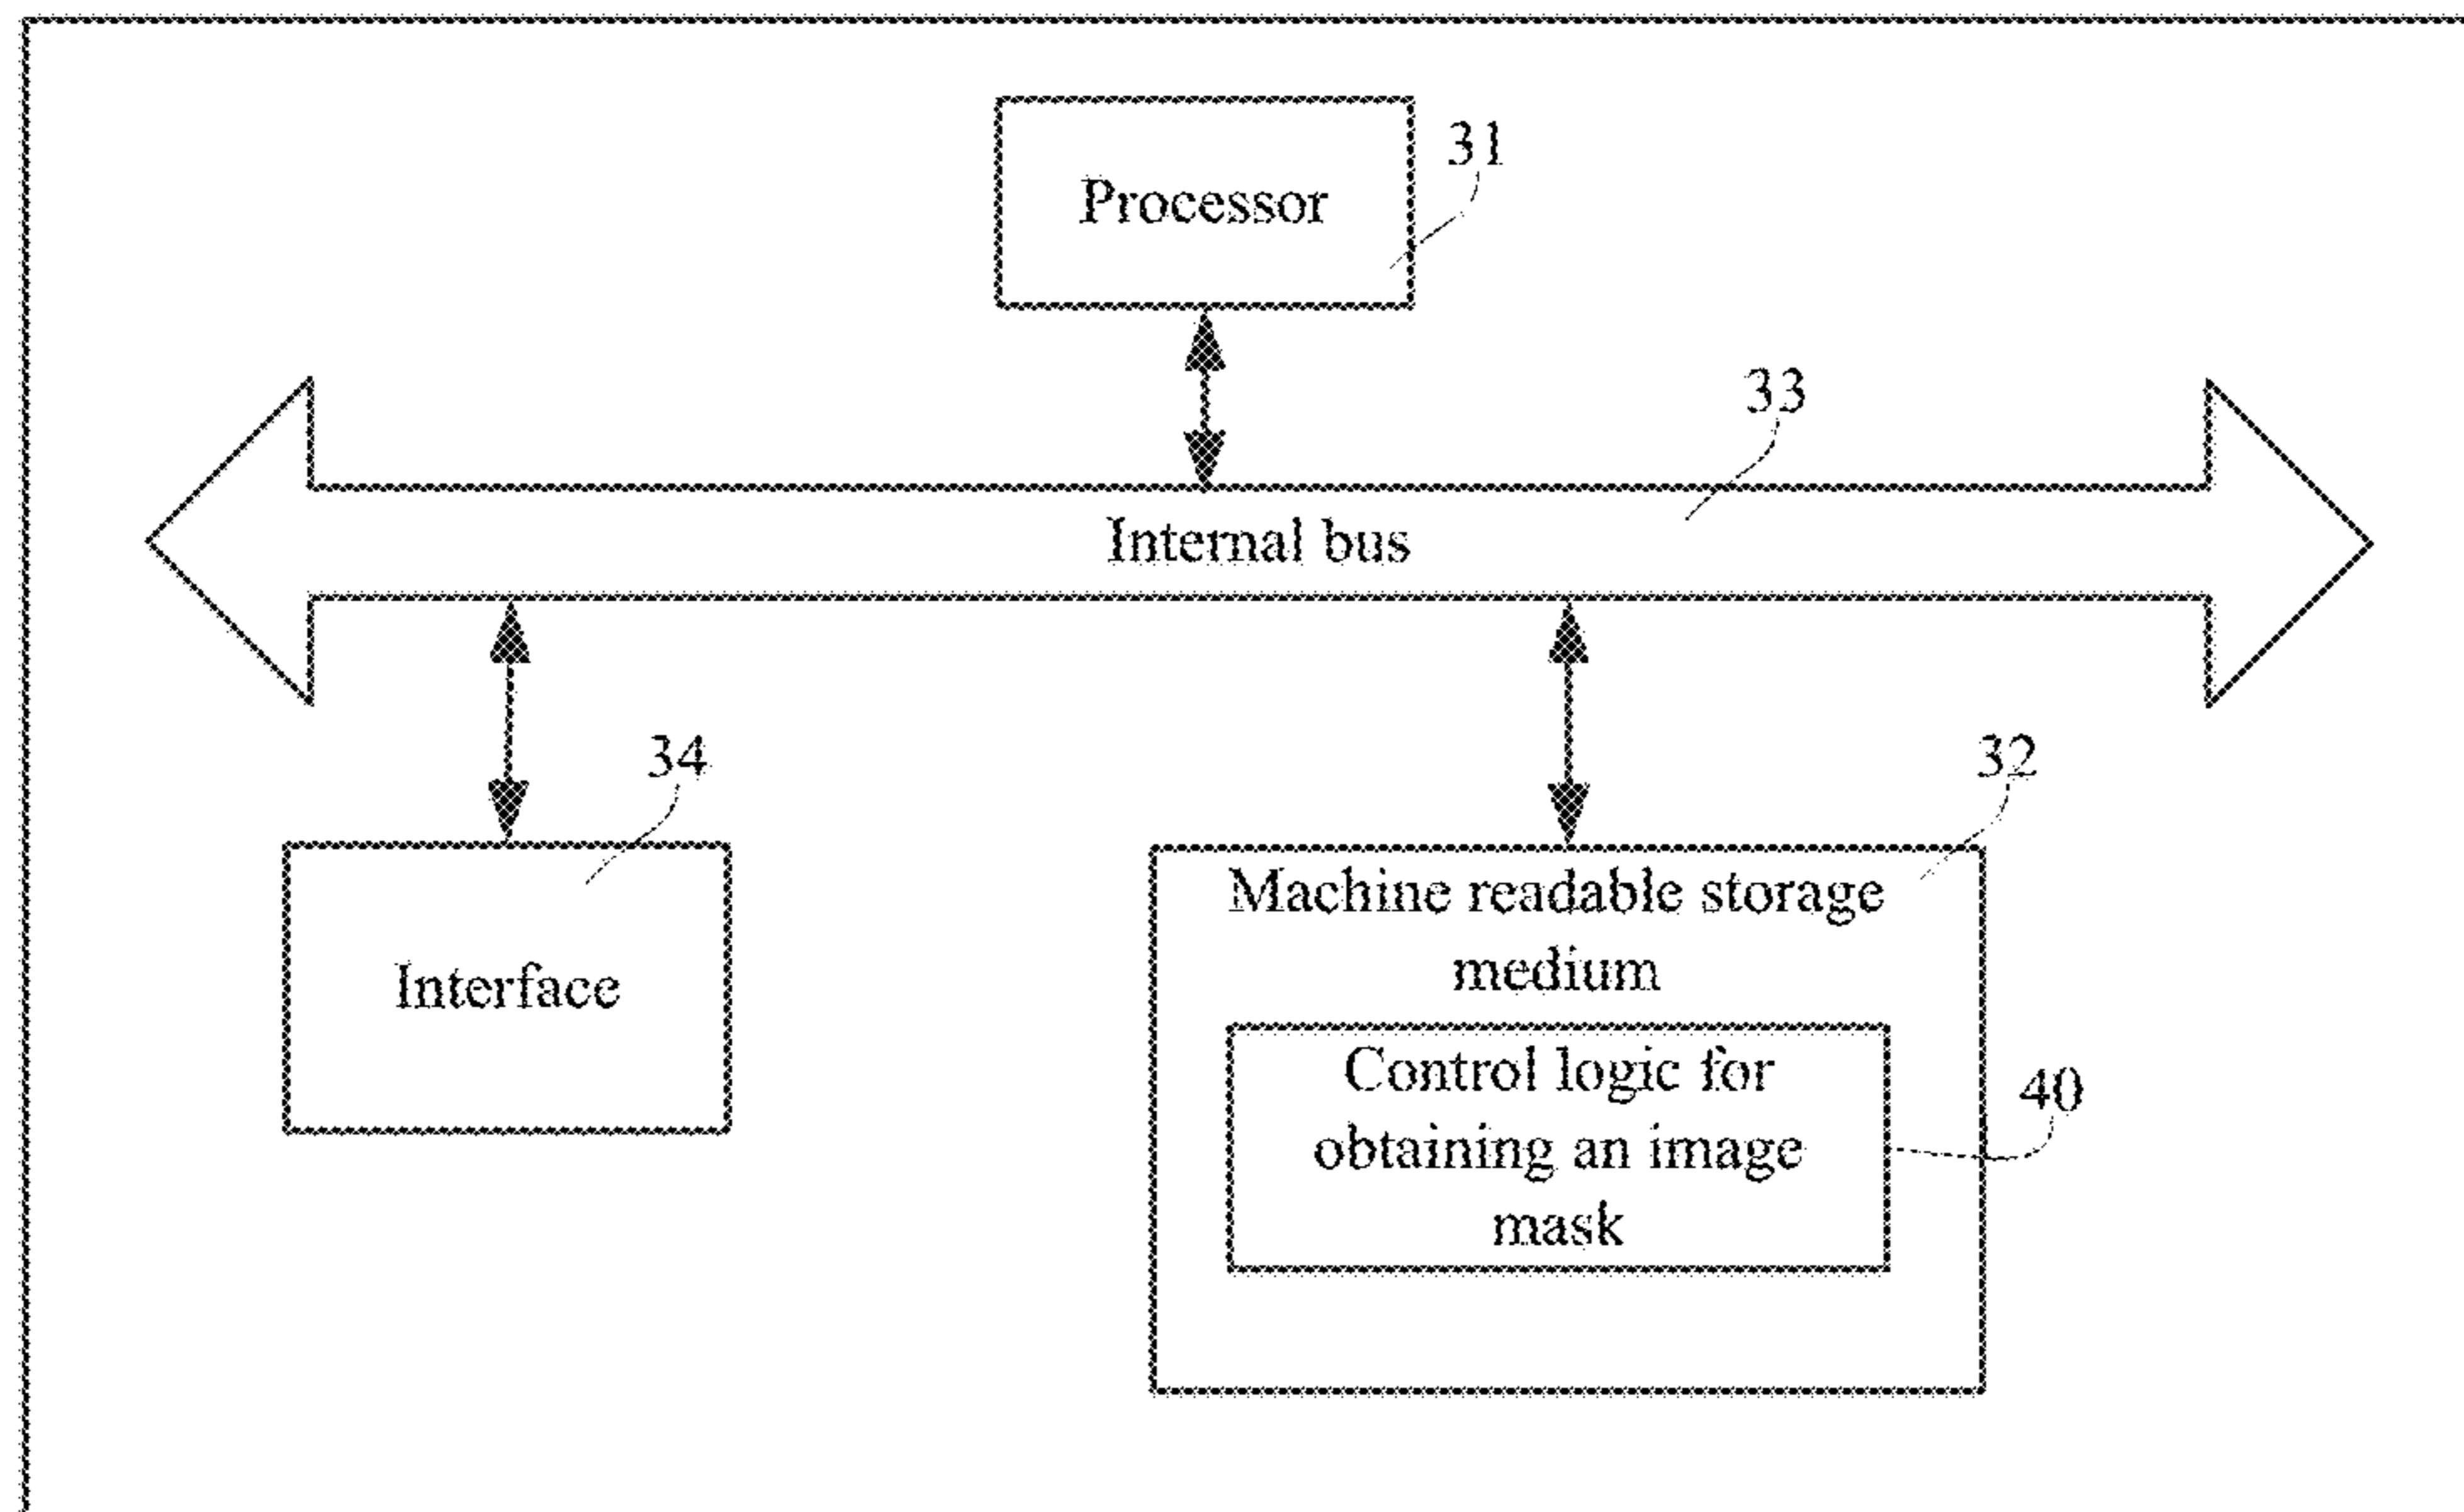 Processor
31
33
Internal bus
34
32
Interface
Machine readable storage
medium
Control logic for
obtaining an image
mask
40